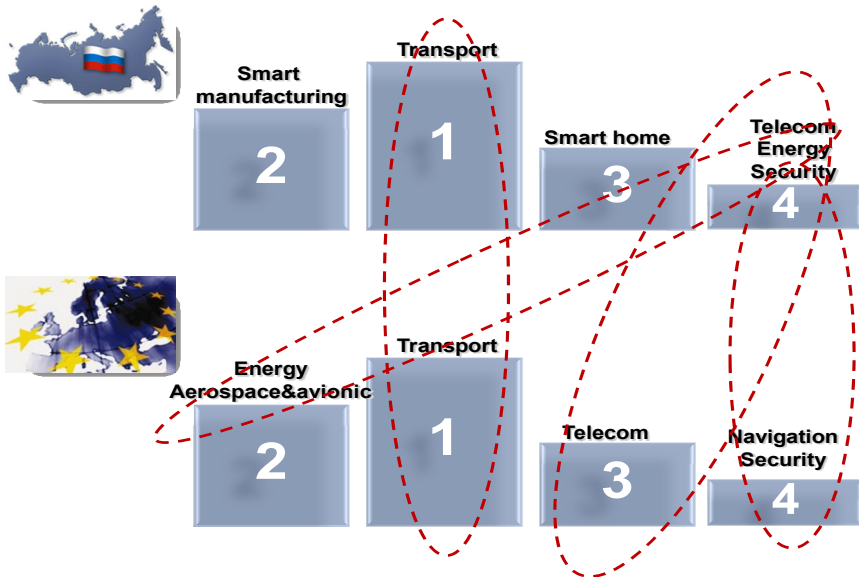 Transport
Smart
manufacturing
Smart home
Telecom
Energy
Security
2
1
3
4
Transport
Energy
Aerospace&avionic
Telecom
Navigation
Security
2
1
3
4